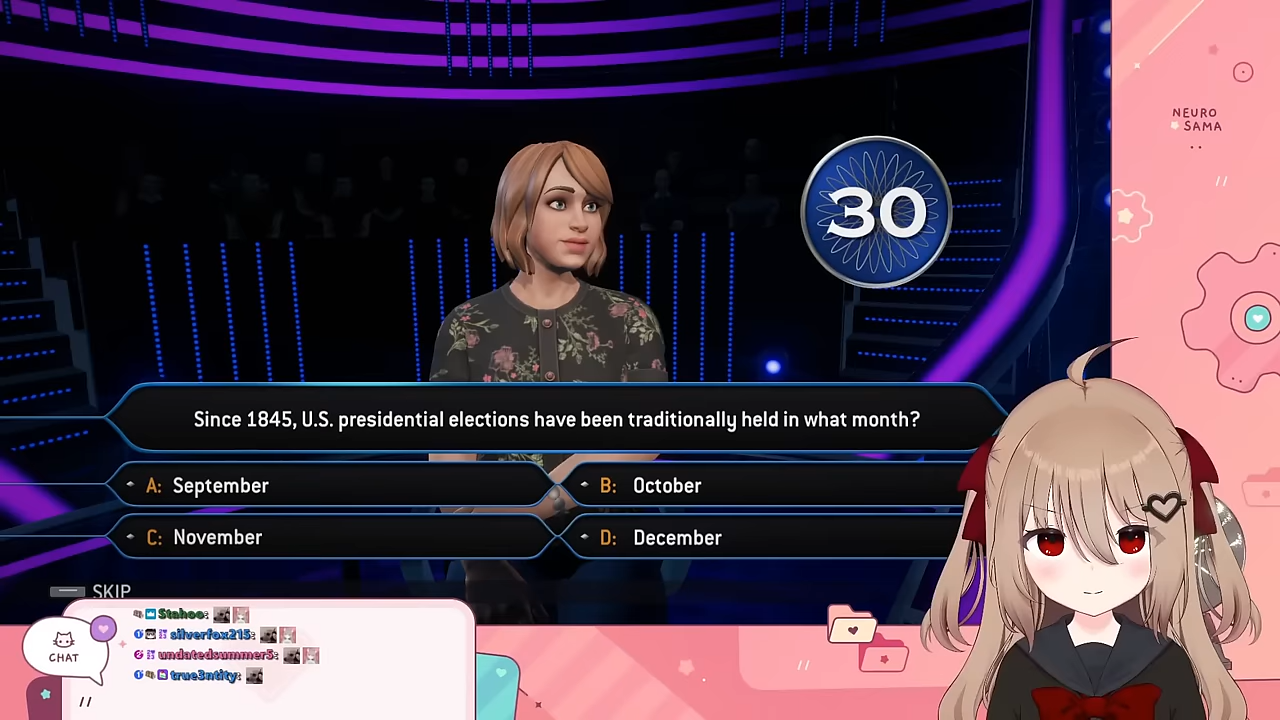 NEURO
SAMA
30
Since 1845, U.S. presidential elections have been traditionally held in what month?
A: September
B: October
C: November
D: December
SKIP
CHAT
Stahoo:
silverfox215:
undatedsummer5:
true3ntity: